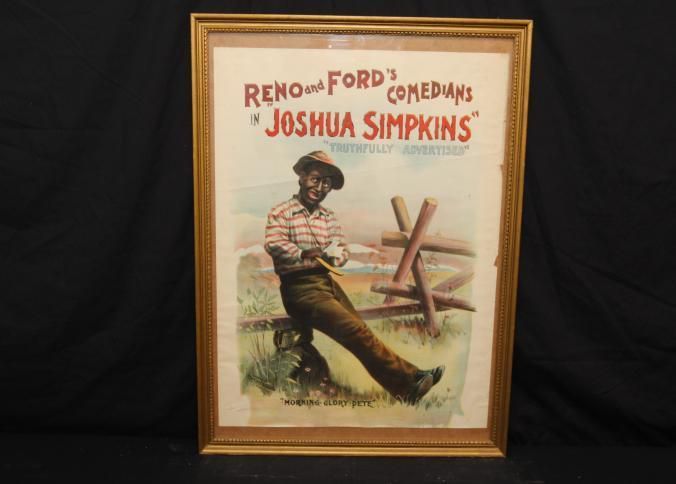 RENO and FORD'S
COMEDIANS
IN "JOSHUA SIMPKINS"
"TRUTHFULLY ADVERTISED"
"MORNING-GLORY PETE"